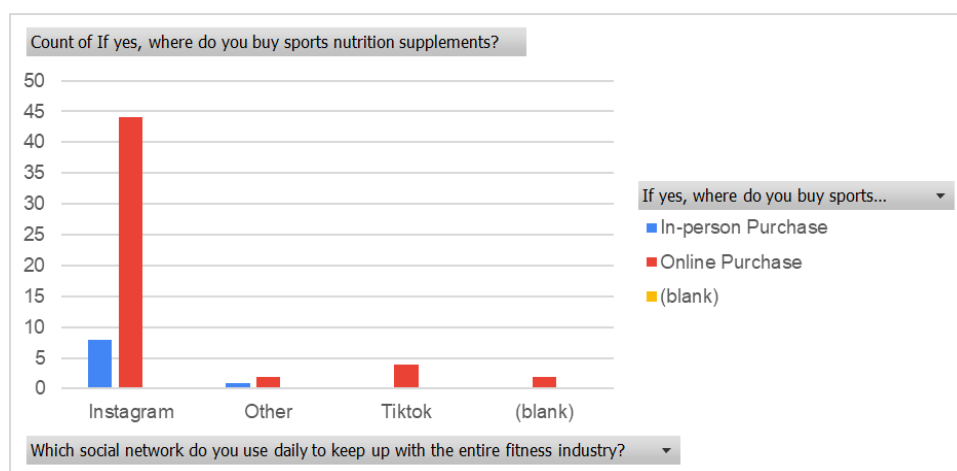 Count of If yes, where do you buy sports nutrition supplements?
50
45
40
35
30
25
20
15
10
5
0
Instagram Other Tiktok (blank)
Which social network do you use daily to keep up with the entire fitness industry?
If yes, where do you buy sports...
In-person Purchase
Online Purchase
(blank)